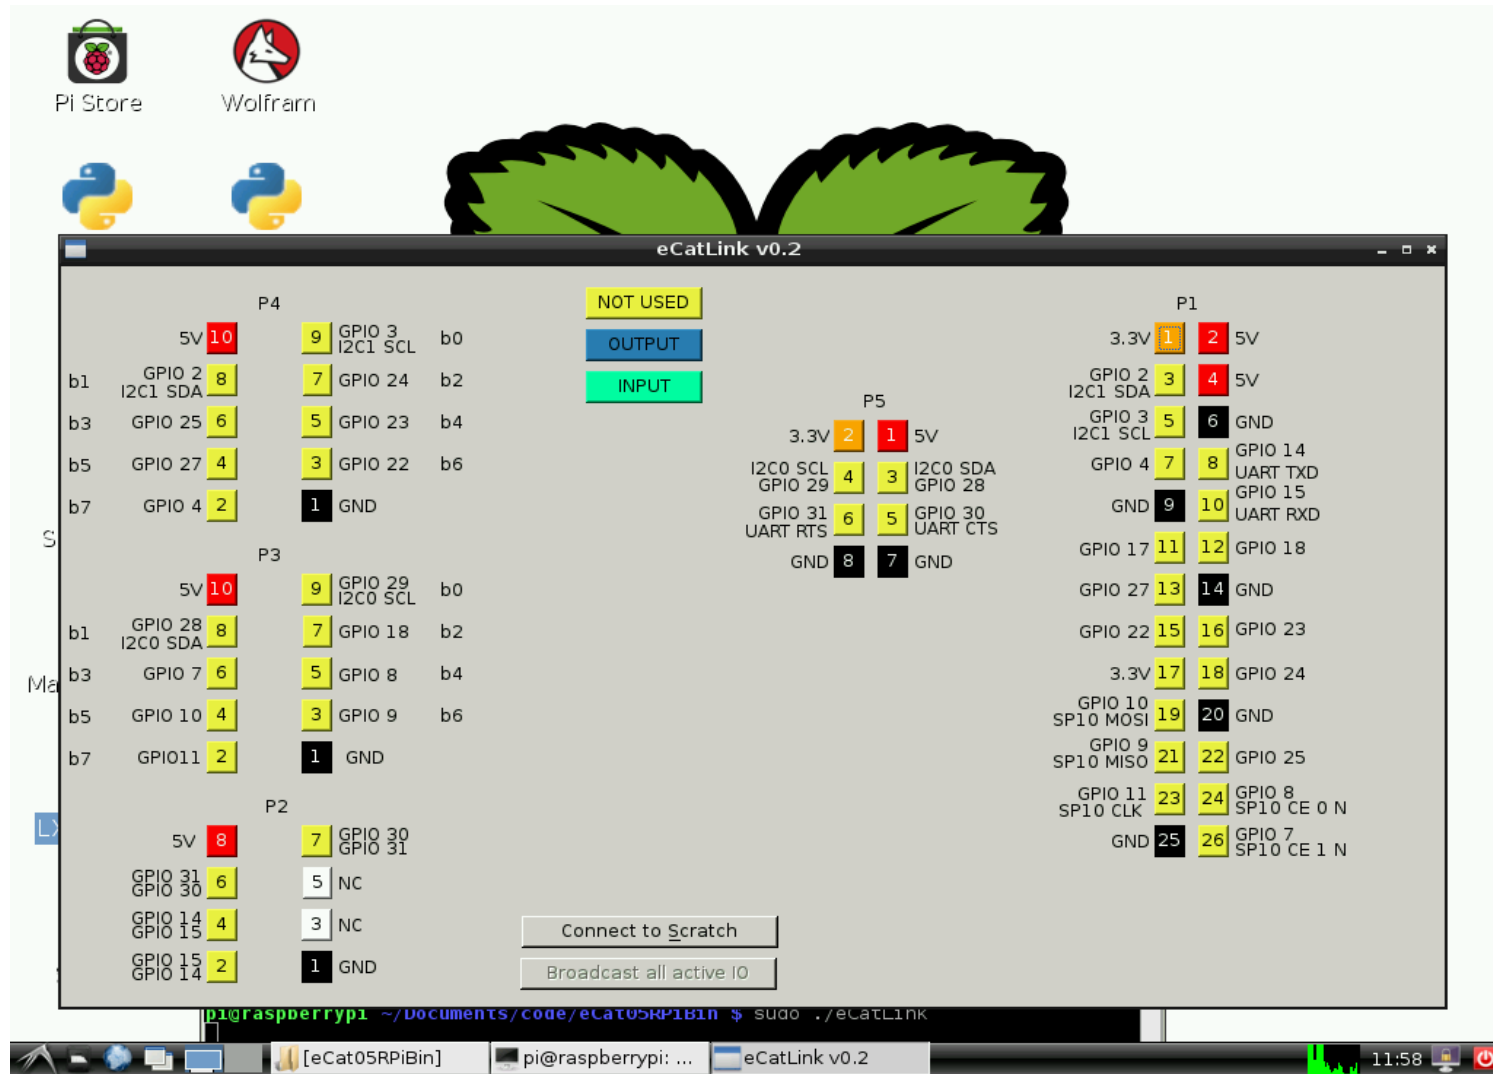 Pi Store
Wolfram
eCatLink v0.2
P4
5V 10
9 GPIO 3
I2C1 SCL b0
b1 GPIO 2
I2C1 SDA 8
7 GPIO 24 b2
b3 GPIO 25 6
5 GPIO 23 b4
b5 GPIO 27 4
3 GPIO 22 b6
b7 GPIO 4 2
1 GND
P3
5V 10
9 GPIO 29
I2C0 SCL b0
b1 GPIO 28
I2C0 SDA 8
7 GPIO 18 b2
b3 GPIO 7 6
5 GPIO 8 b4
b5 GPIO 10 4
3 GPIO 9 b6
b7 GPIO11 2
1 GND
P2
5V 8
7 GPIO 30
GPIO 31
GPIO 31
GPIO 30 6
5 NC
GPIO 14
GPIO 15 4
3 NC
GPIO 15
GPIO 14 2
1 GND
NOT USED
OUTPUT
INPUT
P5
3.3V 2
1 5V
I2C0 SCL
GPIO 29 4
3 I2C0 SDA
GPIO 28
GPIO 31
UART RTS 6
5 GPIO 30
UART CTS
GND 8
7 GND
P1
3.3V 1
2 5V
GPIO 2
I2C1 SDA 3
4 5V
GPIO 3
I2C1 SCL 5
6 GND
GPIO 4 7
8 GPIO 14
UART TXD
GND 9
10 GPIO 15
UART RXD
GPIO 17 11
12 GPIO 18
GPIO 27 13
14 GND
GPIO 22 15
16 GPIO 23
3.3V 17
18 GPIO 24
GPIO 10
SP10 MOSI 19
20 GND
GPIO 9
SP10 MISO 21
22 GPIO 25
GPIO 11
SP10 CLK 23
24 GPIO 8
SP10 CE 0 N
GND 25
26 GPIO 7
SP10 CE 1 N
Connect to Scratch
Broadcast all active IO
S
Ma
LX
pi@raspberrypi ~/Documents/code/eCat05RPiBin $ sudo ./eCatLink
[eCat05RPiBin]
pi@raspberrypi: ...
eCatLink v0.2
11:58